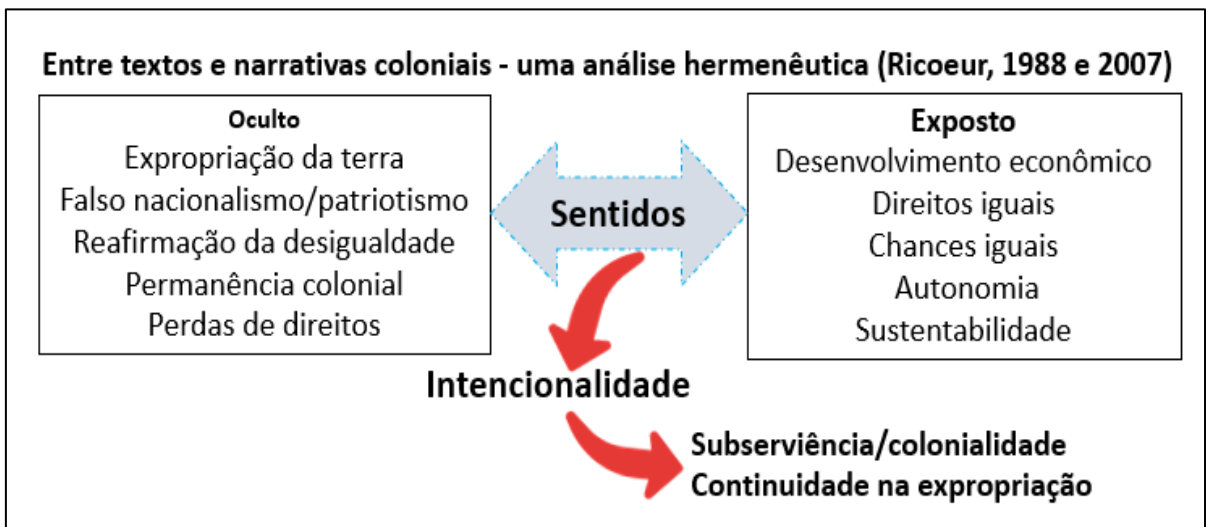 Entre textos e narrativas coloniais - uma análise hermenêutica (Ricoeur, 1988 e 2007)
Oculto
Expropriação da terra
Falso nacionalismo/patriotismo
Reafirmação da desigualdade
Permanência colonial
Perdas de direitos
Sentidos
Exposto
Desenvolvimento econômico
Direitos iguais
Chances iguais
Autonomia
Sustentabilidade
Intencionalidade
Subserviência/colonialidade
Continuidade na expropriação